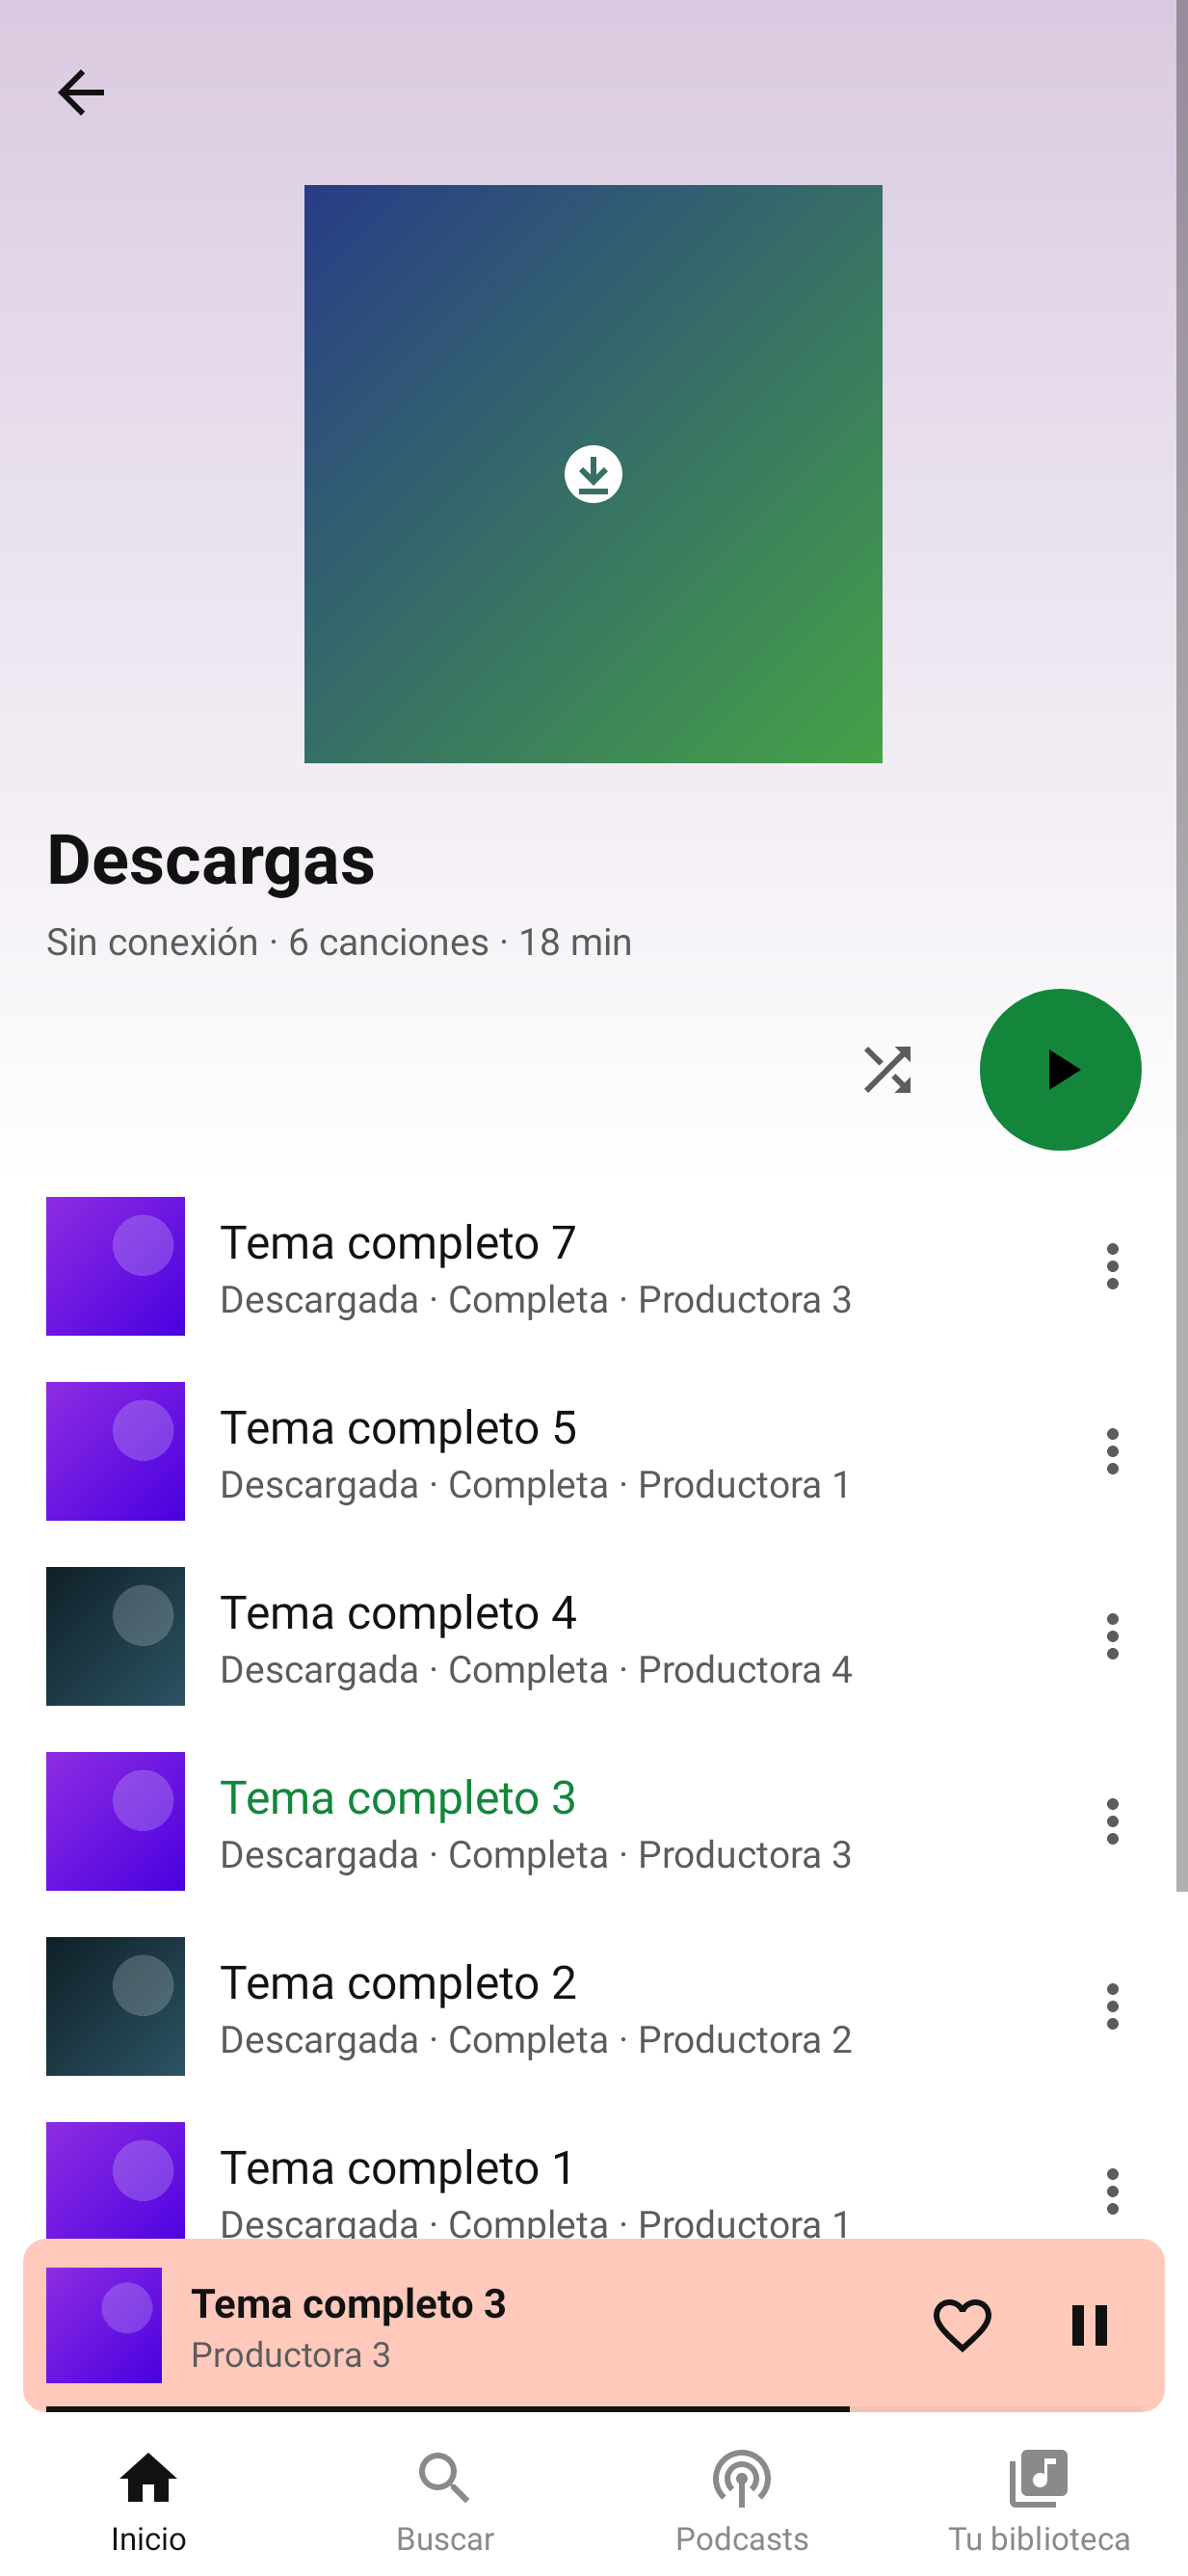 Descargas
Sin conexión · 6 canciones · 18 min
Tema completo 7
Descargada · Completa · Productora 3
Tema completo 5
Descargada · Completa · Productora 1
Tema completo 4
Descargada · Completa · Productora 4
Tema completo 3
Descargada · Completa · Productora 3
Tema completo 2
Descargada · Completa · Productora 2
Tema completo 1
Descargada · Completa · Productora 1
Tema completo 3
Productora 3
Inicio
Buscar
Podcasts
Tu biblioteca